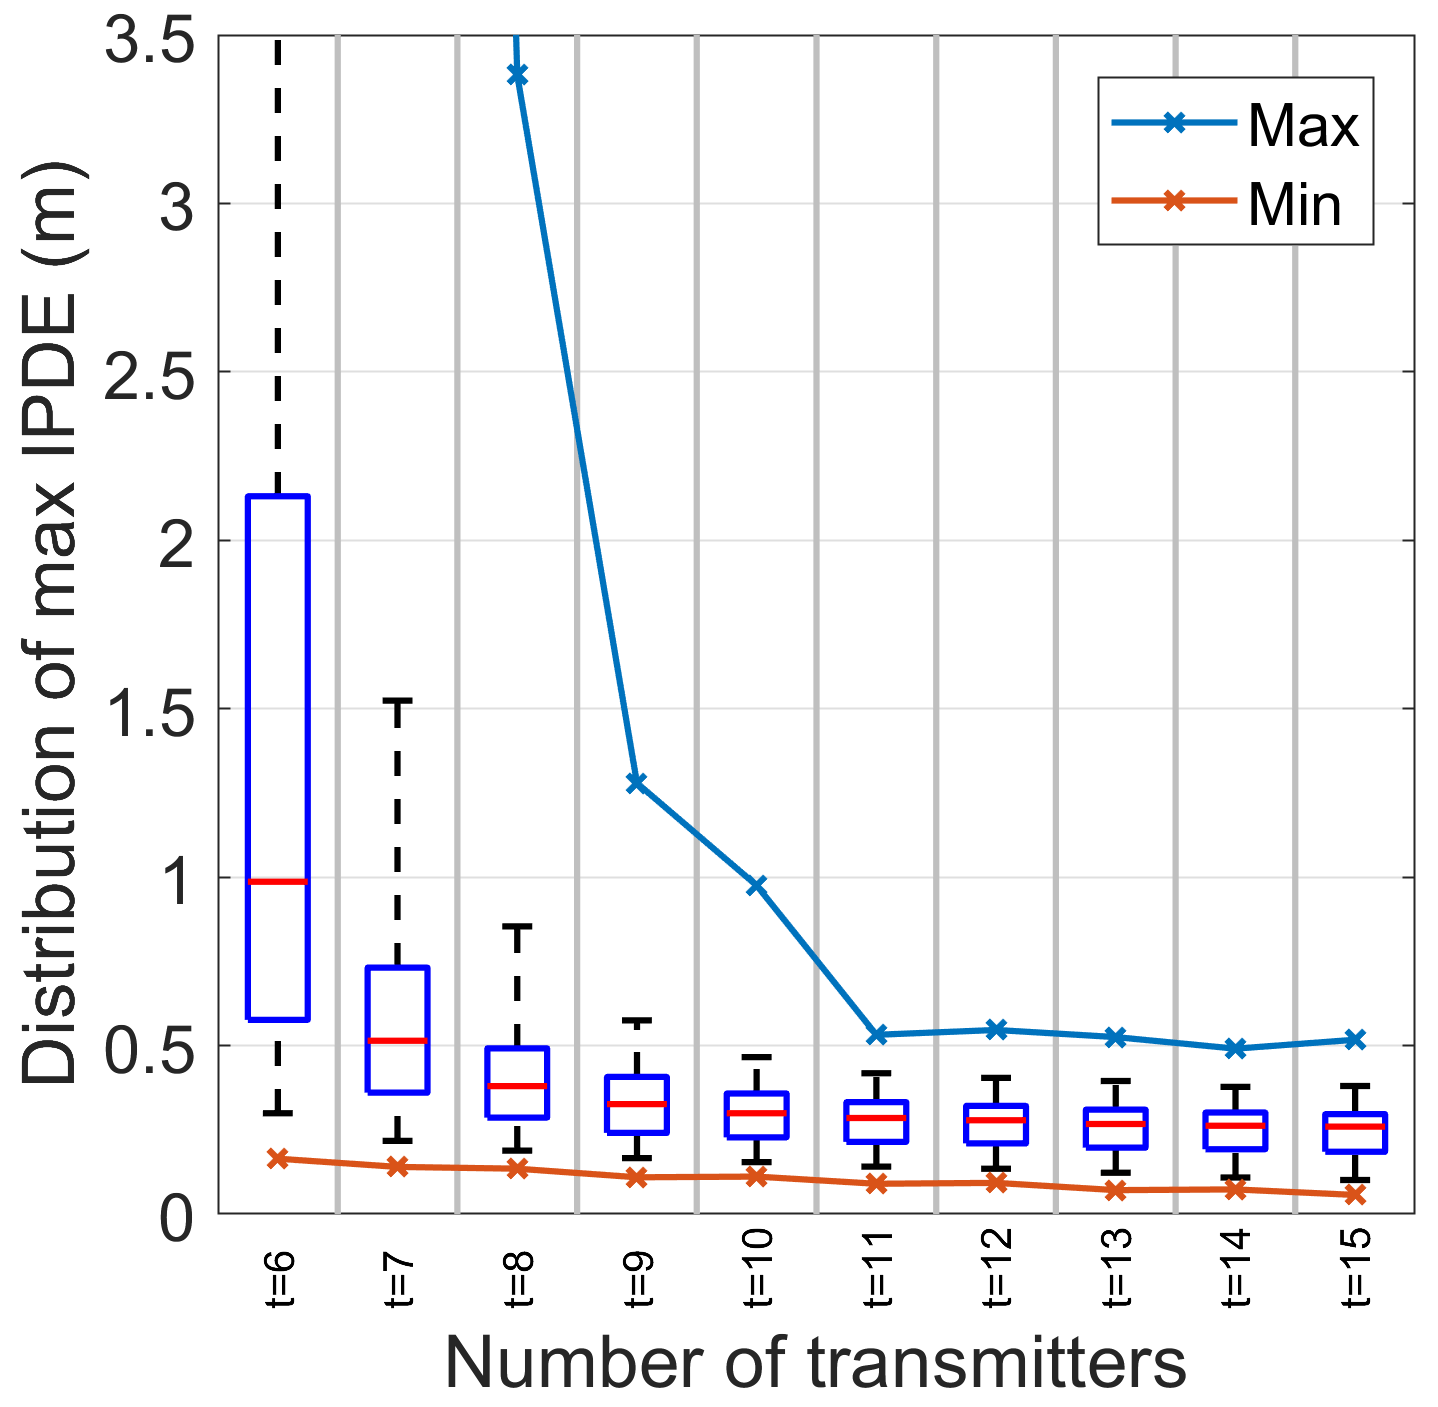 Distribution of max IPDE (m)
3.5
3
2.5
2
1.5
1
0.5
0
Max
Min
t=6
t=7
t=8
t=9
t=10
t=11
t=12
t=13
t=14
t=15
Number of transmitters